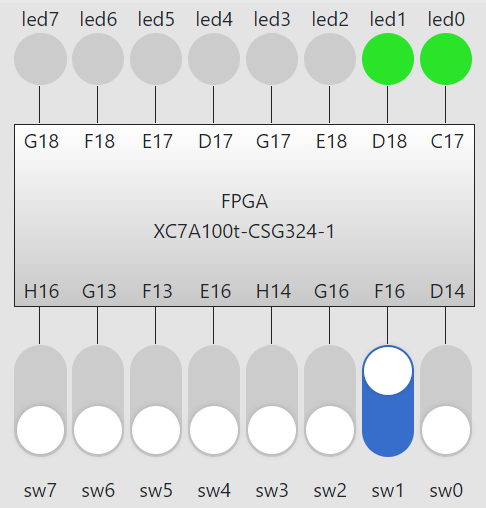 led7 led6 led5 led4 led3 led2 led1 led0
G18 F18 E17 D17 G17 E18 D18 C17
FPGA
XC7A100t-CSG324-1
H16 G13 F13 E16 H14 G16 F16 D14
sw7 sw6 sw5 sw4 sw3 sw2 sw1 sw0